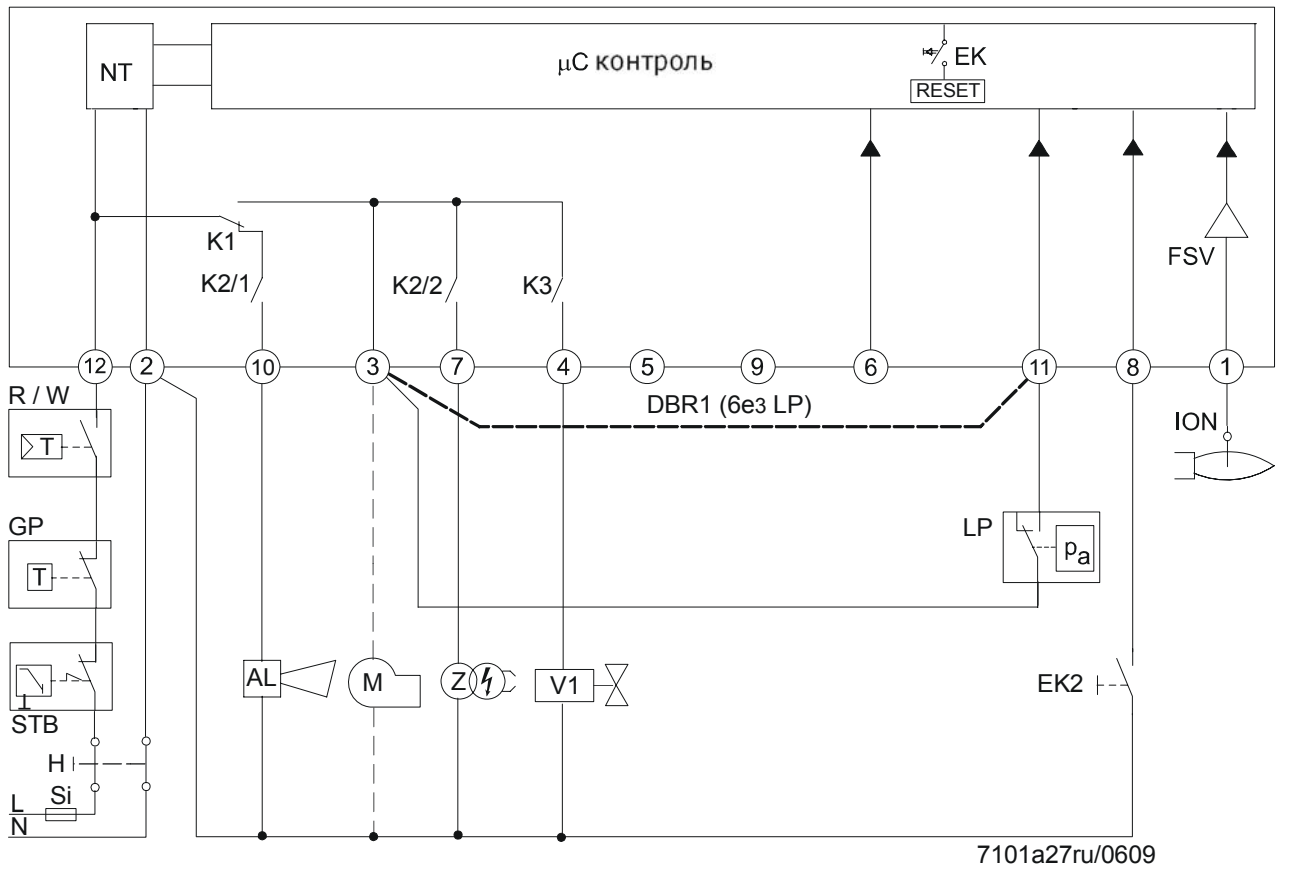 NT
μC контроль
EK
RESET
K1
K2/1
K2/2
K3
FSV
12
2
10
3
7
4
5
9
6
11
8
1
R / W
DBR1 (без LP)
ION
T
GP
LP
pa
T
AL
M
Z
V1
EK2
STB
H
Si
L
N
7101a27ru/0609